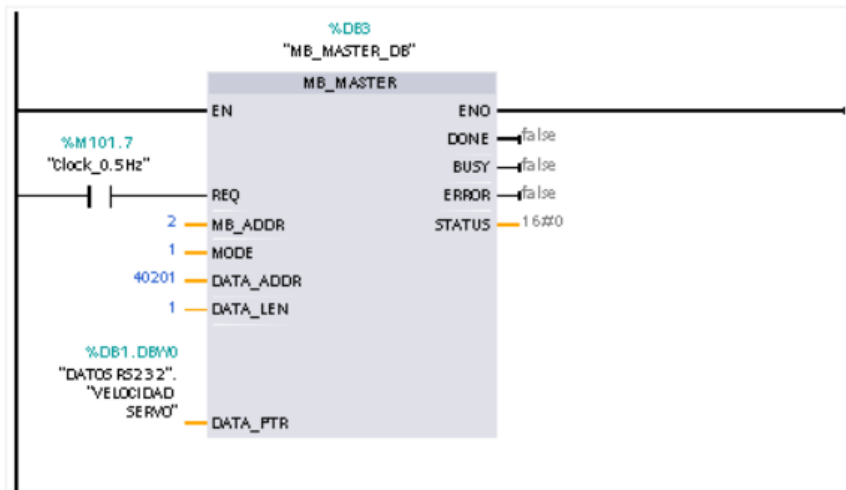 %DB3
"MB_MASTER_DB"
MB_MASTER
EN
ENO
DONE
false
%M101.7
BUSY
false
"Clock_0.5Hz"
REQ
ERROR
false
2
MB_ADDR
STATUS
16#0
1
MODE
40201
DATA_ADDR
1
DATA_LEN
%DB1.DBW0
"DATOS RS232".
"VELOCIDAD
SERVO"
DATA_PTR